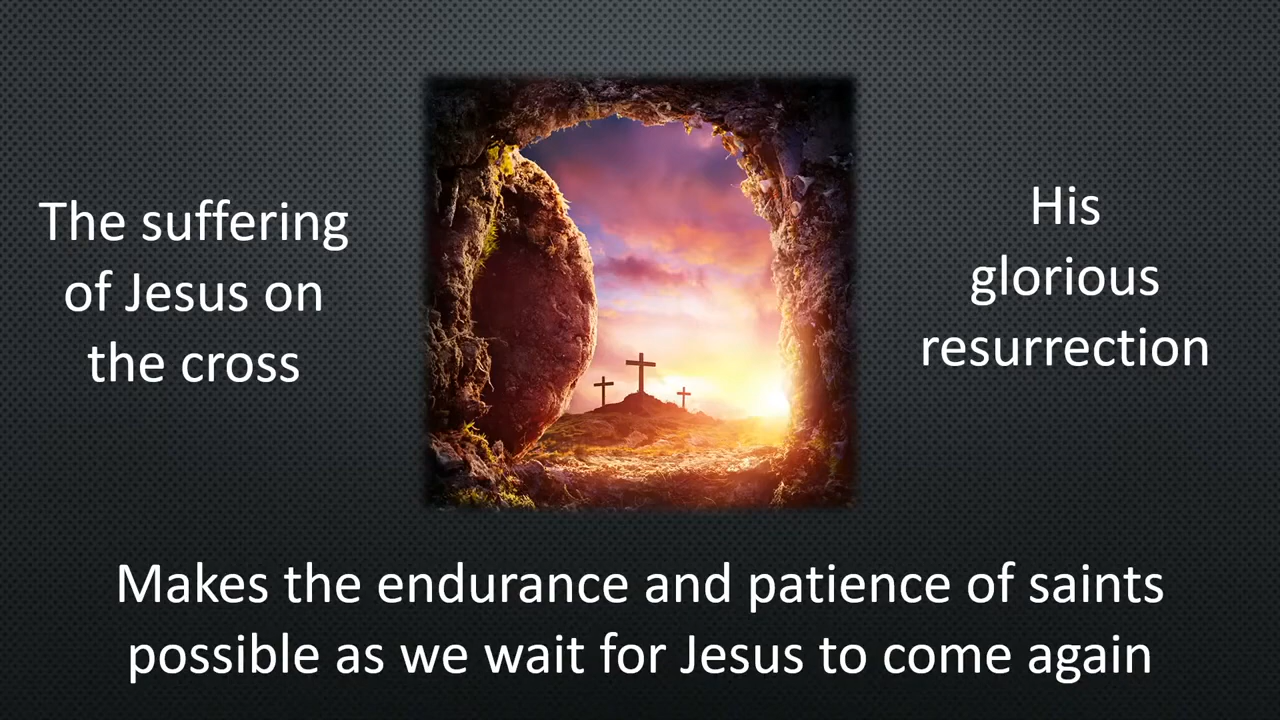 The suffering
of Jesus on
the cross
His
glorious
resurrection
Makes the endurance and patience of saints
possible as we wait for Jesus to come again